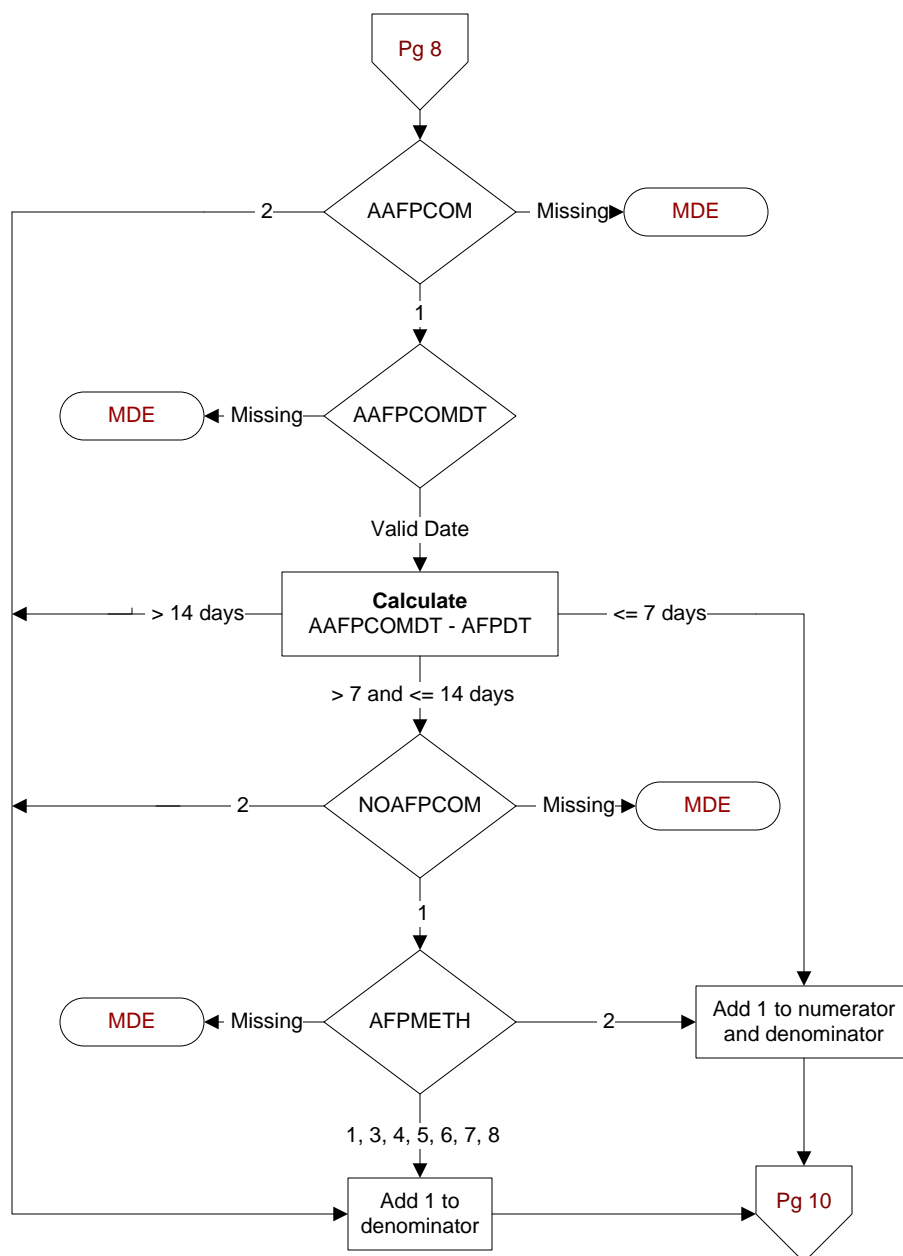 Pg 8
AAFPCOM
2
Missing
MDE
1
AAFPCOMDT
Missing
MDE
Valid Date
Calculate
AAFPCOMDT - AFPDT
> 14 days
<= 7 days
> 7 and <= 14 days
NOAFPCOM
2
Missing
MDE
1
AFPMETH
Missing
MDE
2
Add 1 to numerator
and denominator
1, 3, 4, 5, 6, 7, 8
Add 1 to
denominator
Pg 10